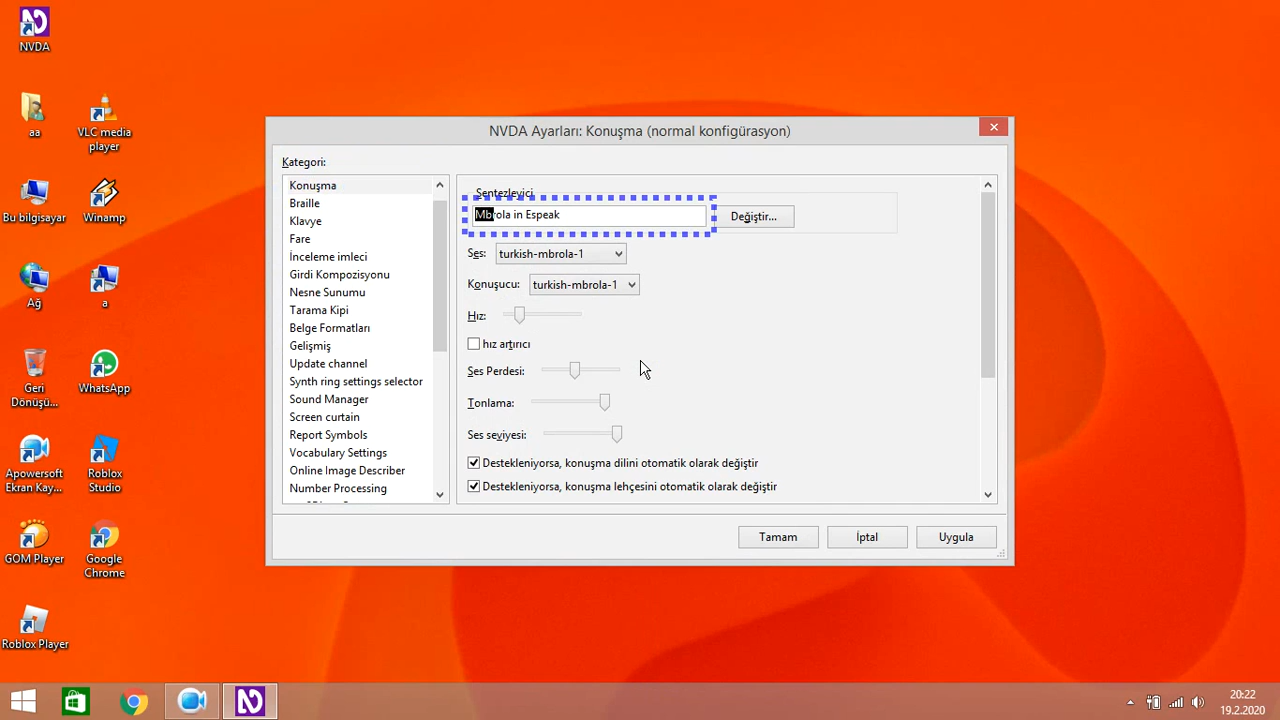 NVDA
aa
VLC media
player
Bu bilgisayar
Winamp
Ağ
a
Geri
Dönüşü...
WhatsApp
Apowersoft
Ekran Kay...
Roblox
Studio
GOM Player
Google
Chrome
Roblox Player
NVDA Ayarları: Konuşma (normal konfigürasyon)
Kategori:
Konuşma
Braille
Klavye
Fare
İnceleme imleci
Girdi Kompozisyonu
Nesne Sunumu
Tarama Kipi
Belge Formatları
Gelişmiş
Update channel
Synth ring settings selector
Sound Manager
Screen curtain
Report Symbols
Vocabulary Settings
Online Image Describer
Number Processing
Sentezleyici
Mbrola in Espeak
Değiştir...
Ses: turkish-mbrola-1
Konuşucu: turkish-mbrola-1
Hız:
hız artırıcı
Ses Perdesi:
Tonlama:
Ses seviyesi:
Destekleniyorsa, konuşma dilini otomatik olarak değiştir
Destekleniyorsa, konuşma lehçesini otomatik olarak değiştir
Tamam
İptal
Uygula
20:22
19.2.2020